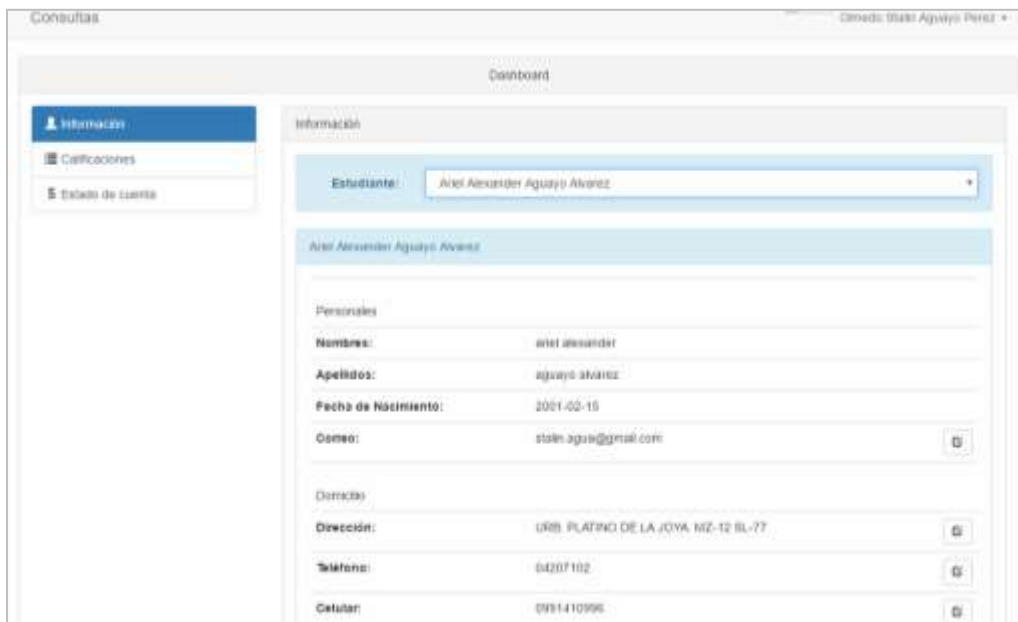 Consultas
Olmedo Stalin Aguayo Perez
Dashboard
Información
Calificaciones
$ Estado de cuenta
Información
Estudiante: Ariel Alexander Aguayo Alvarez
Ariel Alexander Aguayo Alvarez
Personales
Nombres: ariel alexander
Apellidos: aguayo alvarez
Fecha de Nacimiento: 2001-02-15
Correo: stalin.agua@gmail.com
Domicilio
Dirección: URB. PLATINO DE LA JOYA. MZ-12 SL-77
Teléfono: 04207102
Celular: